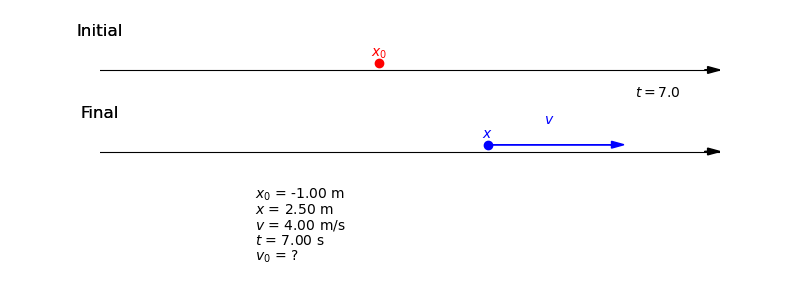 Initial
x₀
t = 7.0
Final
v
x
x₀ = -1.00 m
x = 2.50 m
v = 4.00 m/s
t = 7.00 s
v₀ = ?